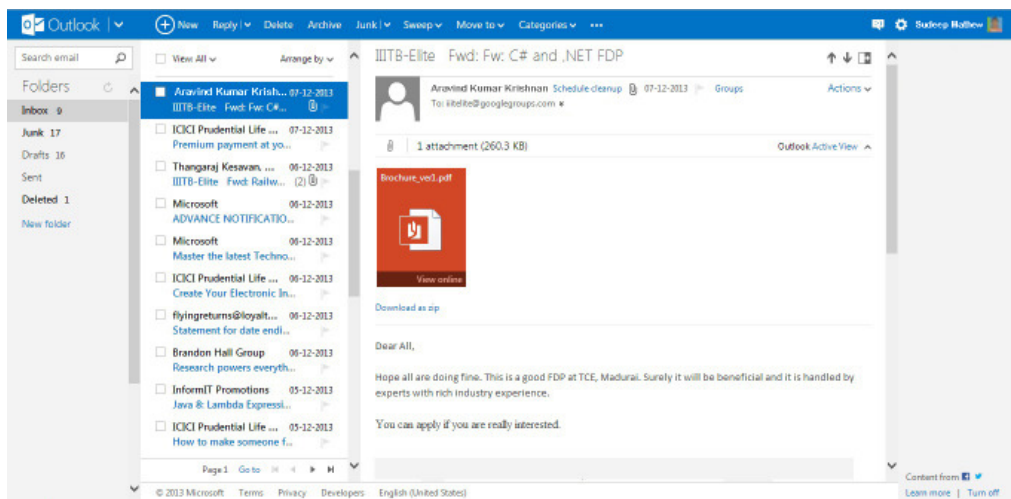 Outlook
New Reply Delete Archive Junk Sweep Move to Categories ...
Sudeep Mathew
Search email
Folders
Inbox 9
Junk 17
Drafts 16
Sent
Deleted 1
New folder
View: All Arrange by
Aravind Kumar Krish... 07-12-2013
IIITB-Elite Fwd: Fw: C#...
ICICI Prudential Life ... 07-12-2013
Premium payment at yo...
Thangaraj Kesavan, ... 06-12-2013
IIITB-Elite Fwd: Railw... (2)
Microsoft 06-12-2013
ADVANCE NOTIFICATIO...
Microsoft 06-12-2013
Master the latest Techno...
ICICI Prudential Life ... 06-12-2013
Create Your Electronic In...
flyingreturns@loyalt... 06-12-2013
Statement for date endi...
Brandon Hall Group 06-12-2013
Research powers everyth...
InformIT Promotions 05-12-2013
Java & Lambda Expressi...
ICICI Prudential Life ... 05-12-2013
How to make someone f...
Page 1 Go to
IIITB-Elite Fwd: Fw: C# and .NET FDP
Aravind Kumar Krishnan Schedule cleanup 07-12-2013 Groups Actions
To: iiitelite@googlegroups.com
1 attachment (260.3 KB) Outlook Active View
Brochure_ver1.pdf
View online
Download as zip
Dear All,
Hope all are doing fine. This is a good FDP at TCE, Madurai. Surely it will be beneficial and it is handled by
experts with rich industry experience.
You can apply if you are really interested.
Content from
Learn more | Turn off
© 2013 Microsoft Terms Privacy Developers English (United States)